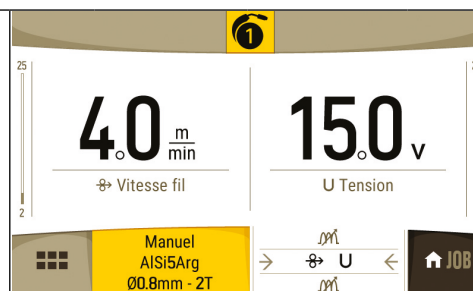 1
25
4.0 m/min
15.0 V
Vitesse fil
U Tension
2
Manuel
AlSi5Arg
Ø0.8mm - 2T
U
JOB